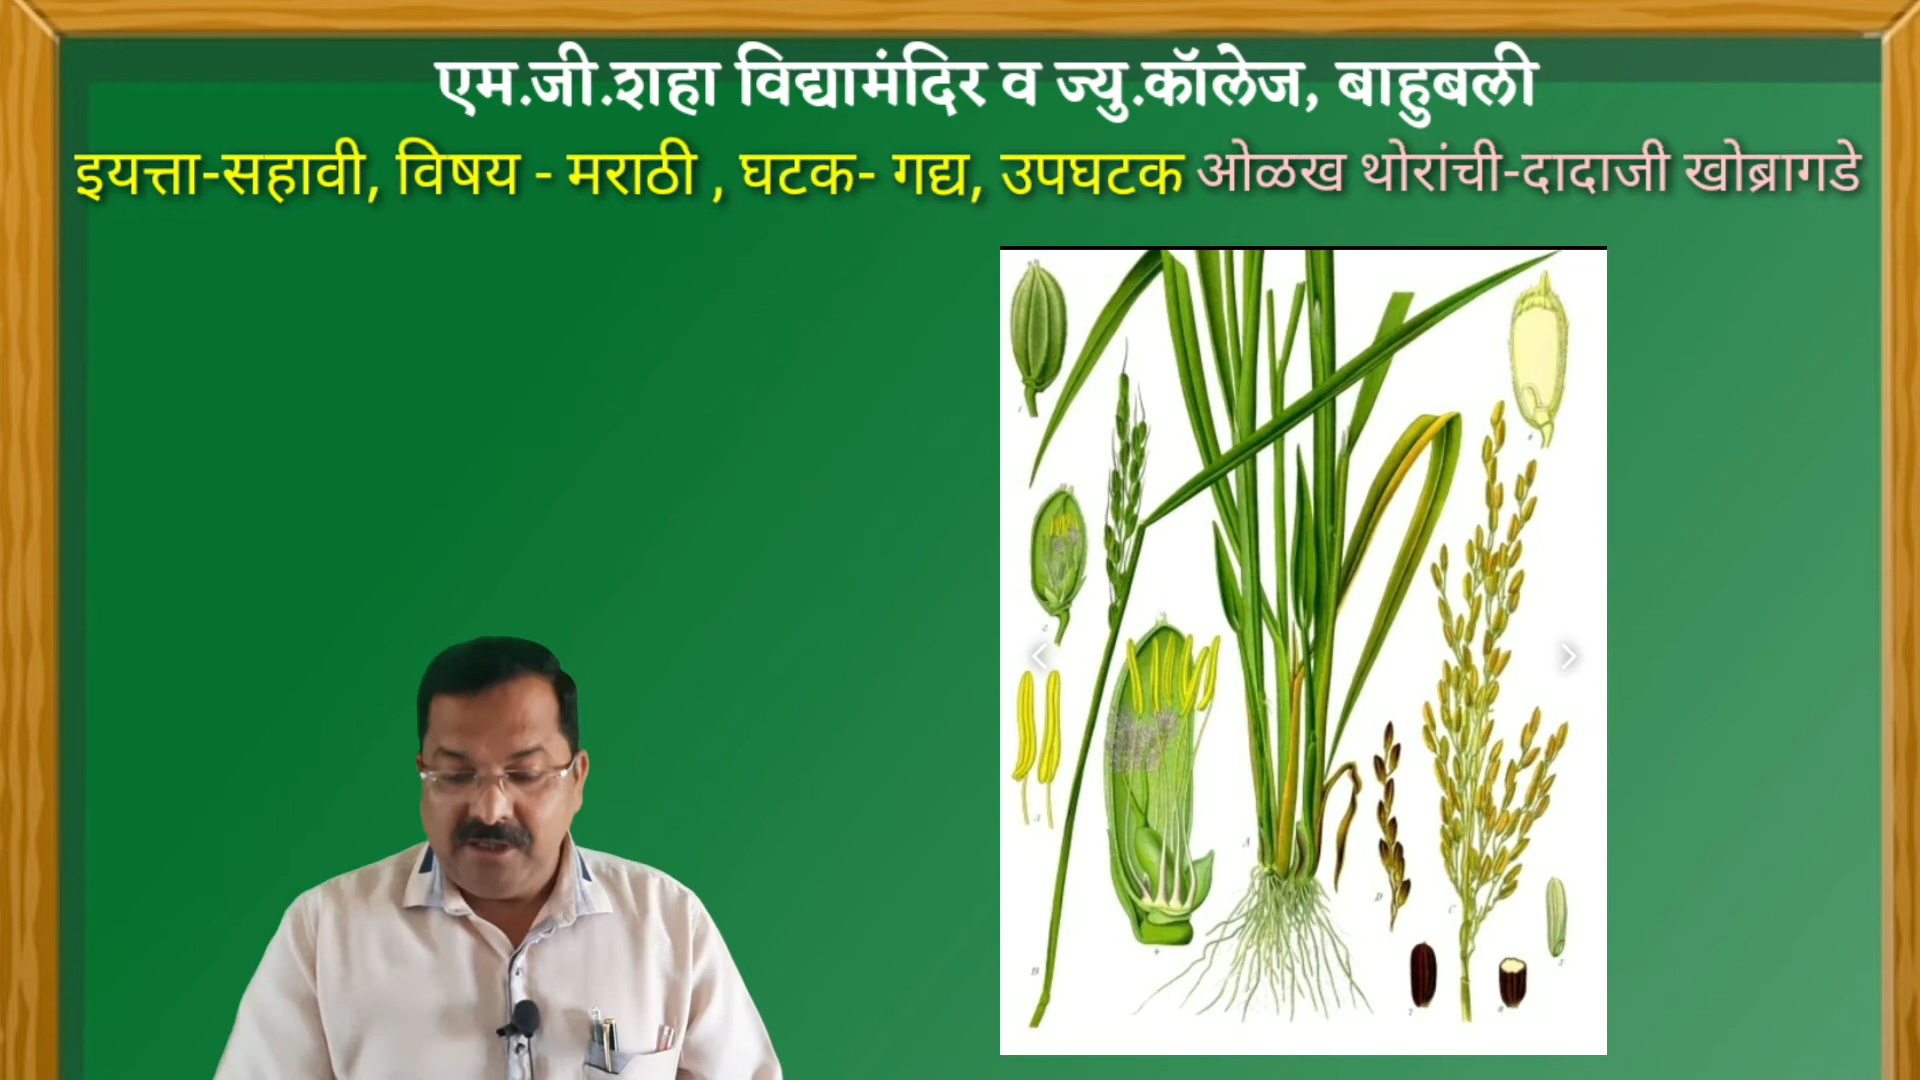 एम.जी.शहा विद्यामंदिर व ज्यु.कॉलेज, बाहुबली
इयत्ता-सहावी, विषय - मराठी , घटक- गद्य, उपघटक ओळख थोरांची-दादाजी खोब्रागडे